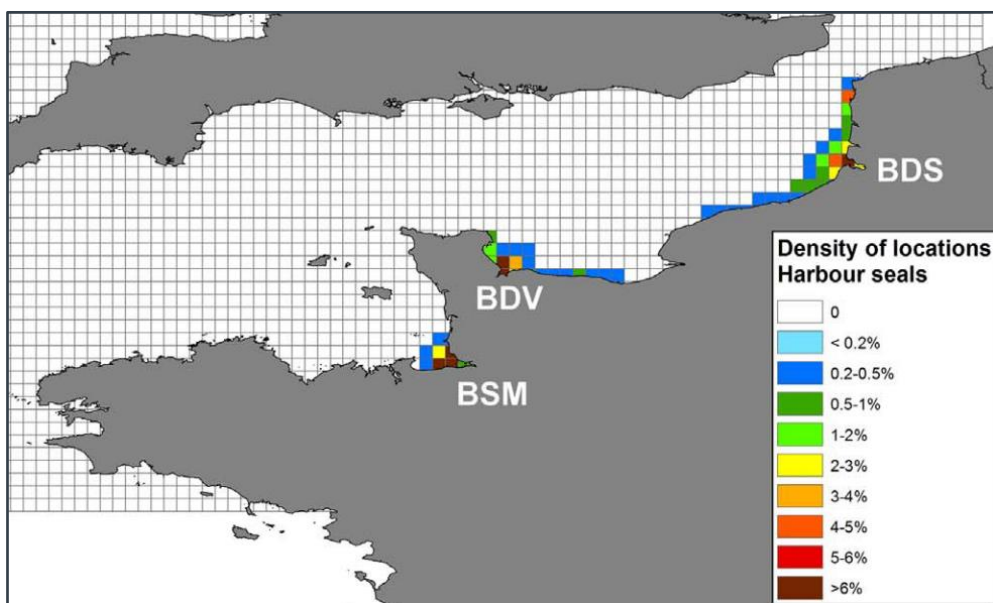 BDS
BDV
BSM
Density of locations
Harbour seals
0
< 0.2%
0.2-0.5%
0.5-1%
1-2%
2-3%
3-4%
4-5%
5-6%
>6%